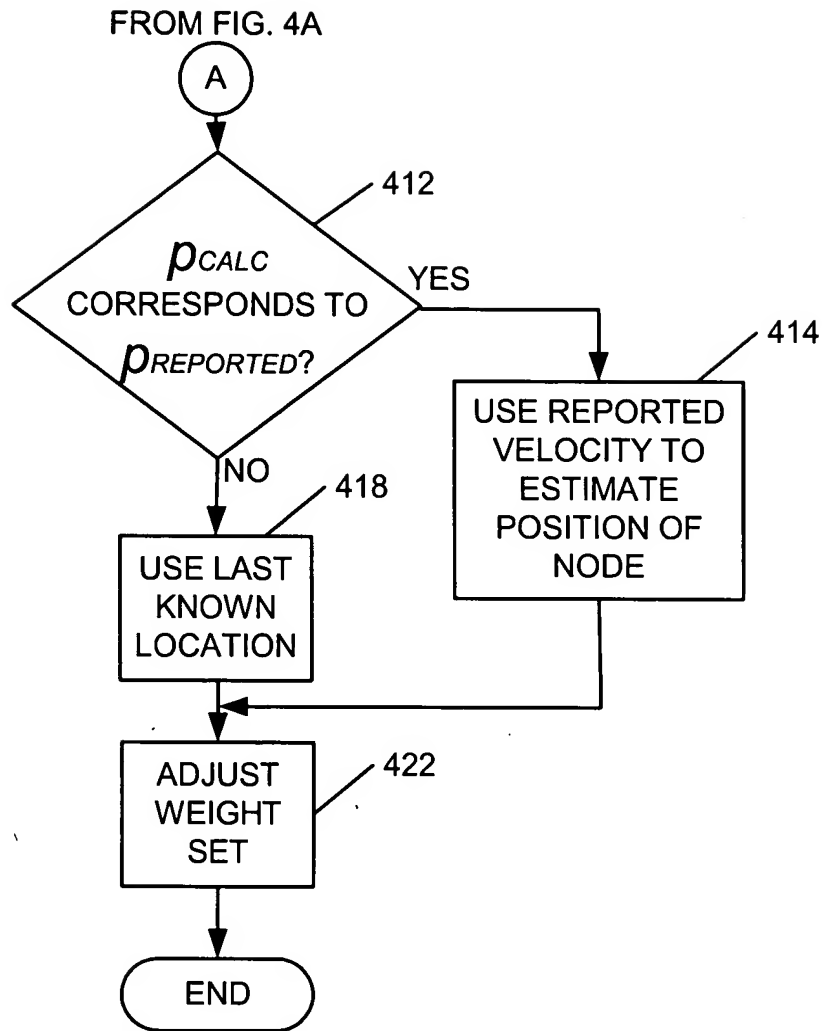 FROM FIG. 4A
A
412
pCALC
CORRESPONDS TO
pREPORTED?
YES
414
USE REPORTED
VELOCITY TO
ESTIMATE
POSITION OF
NODE
NO
418
USE LAST
KNOWN
LOCATION
422
ADJUST
WEIGHT
SET
END